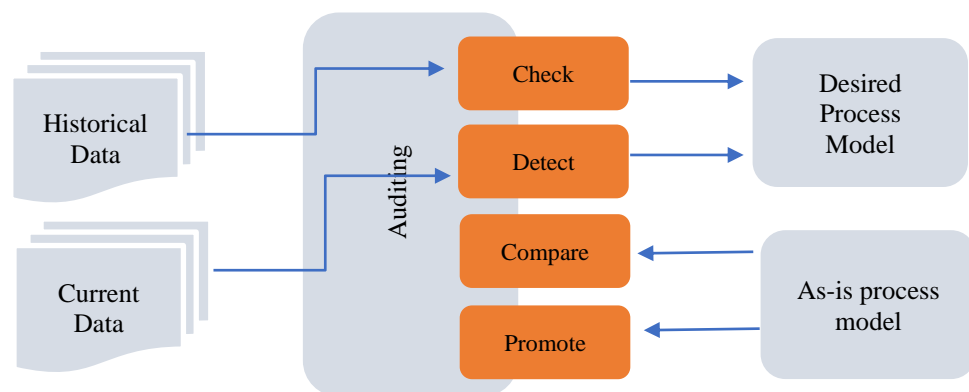 Historical
Data
Current
Data
Auditing
Check
Detect
Compare
Promote
Desired
Process
Model
As-is process
model